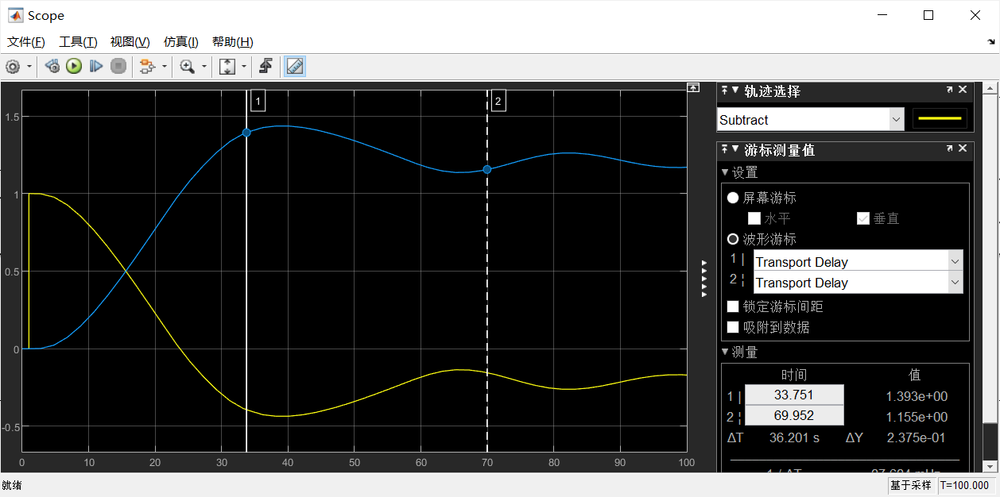 Scope
文件(F) 工具(T) 视图(V) 仿真(I) 帮助(H)
1 2
1.5
1
0.5
0
-0.5
0 10 20 30 40 50 60 70 80 90 100
轨迹选择
Subtract
游标测量值
设置
屏幕游标
水平 垂直
波形游标
1 | Transport Delay
2 ¦ Transport Delay
锁定游标间距
吸附到数据
测量
时间 值
1 | 33.751 1.393e+00
2 ¦ 69.952 1.155e+00
ΔT 36.201 s ΔY 2.375e-01
就绪 基于采样 T=100.000